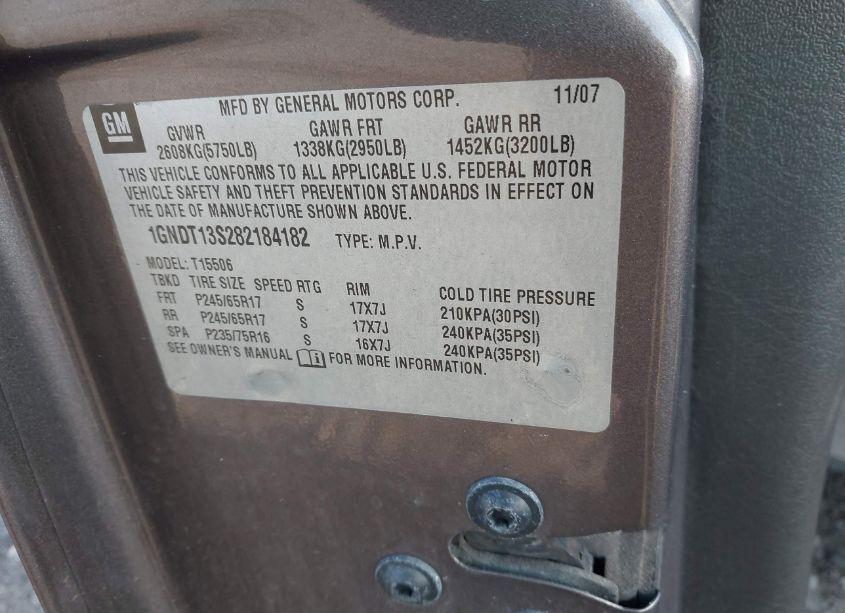 MFD BY GENERAL MOTORS CORP. 11/07
GM
GVWR GAWR FRT GAWR RR
2608KG(5750LB) 1338KG(2950LB) 1452KG(3200LB)
THIS VEHICLE CONFORMS TO ALL APPLICABLE U.S. FEDERAL MOTOR
VEHICLE SAFETY AND THEFT PREVENTION STANDARDS IN EFFECT ON
THE DATE OF MANUFACTURE SHOWN ABOVE.
1GNDT13S282184182 TYPE: M.P.V.
MODEL: T15506
TBKD TIRE SIZE SPEED RTG RIM COLD TIRE PRESSURE
FRT P245/65R17 S 17X7J 210KPA(30PSI)
RR P245/65R17 S 17X7J 240KPA(35PSI)
SPA P235/75R16 S 16X7J 240KPA(35PSI)
SEE OWNER'S MANUAL i FOR MORE INFORMATION.